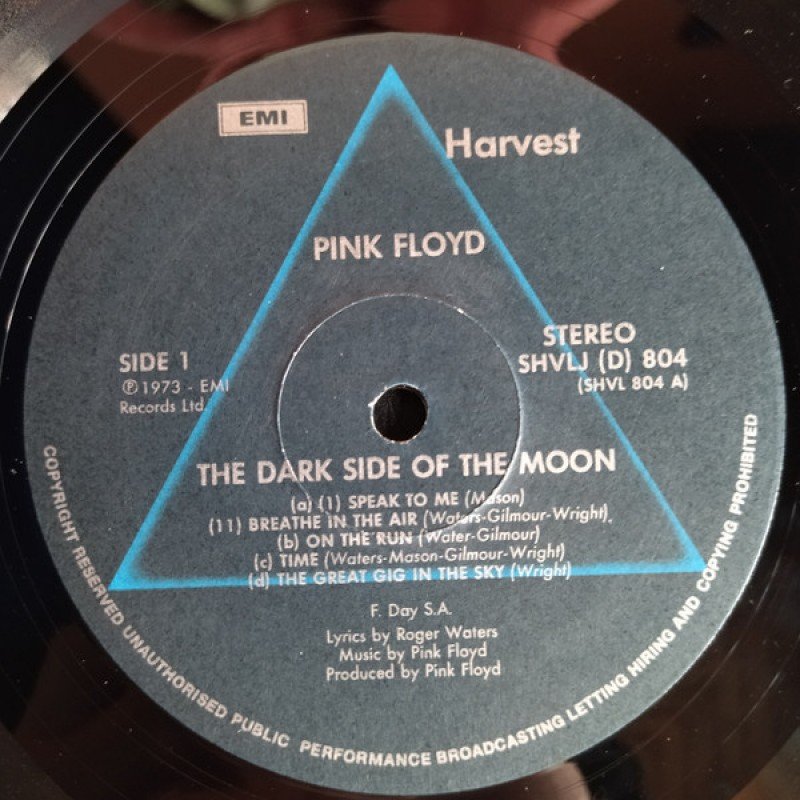 EMI
Harvest
PINK FLOYD
SIDE 1
Ⓟ 1973 - EMI
Records Ltd.
STEREO
SHVLJ (D) 804
(SHVL 804 A)
THE DARK SIDE OF THE MOON
(a) (1) SPEAK TO ME (Mason)
(11) BREATHE IN THE AIR (Waters-Gilmour-Wright),
(b) ON THE RUN (Water-Gilmour)
(c) TIME (Waters-Mason-Gilmour-Wright)
(d) THE GREAT GIG IN THE SKY (Wright)
F. Day S.A.
Lyrics by Roger Waters
Music by Pink Floyd
Produced by Pink Floyd
COPYRIGHT RESERVED UNAUTHORISED PUBLIC PERFORMANCE BROADCASTING LETTING HIRING AND COPYING PROHIBITED